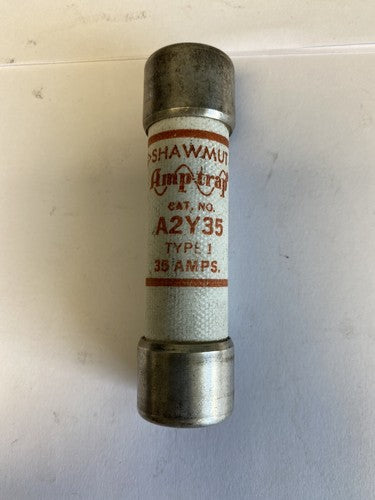 >SHAWMUT
Amp-trap
CAT. NO.
A2Y35
TYPE 1
35 AMPS.